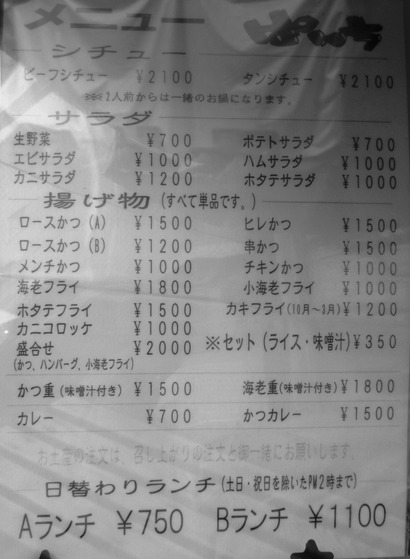 メニュー
シチュー
ビーフシチュー ¥2100 タンシチュー ¥2100
※2人前からは一緒のお鍋になります。
サラダ
生野菜 ¥700 ポテトサラダ ¥700
エビサラダ ¥1000 ハムサラダ ¥1000
カニサラダ ¥1200 ホタテサラダ ¥1000
揚げ物(すべて単品です。)
ロースかつ(A) ¥1500 ヒレかつ ¥1500
ロースかつ(B) ¥1200 串かつ ¥1500
メンチかつ ¥1000 チキンかつ ¥1000
海老フライ ¥1800 小海老フライ ¥1000
ホタテフライ ¥1500 カキフライ(10月~3月)¥1200
カニコロッケ ¥1000
盛合せ ¥2000 ※セット(ライス・味噌汁)¥350
(かつ、ハンバーグ、小海老フライ)
かつ重(味噌汁付き) ¥1500 海老重(味噌汁付き)¥1800
カレー ¥700 かつカレー ¥1500
お土産の注文は、召し上がりの注文と御一緒にお願いします。
日替わりランチ(土日・祝日を除いたPM2時まで)
Aランチ ¥750 Bランチ ¥1100